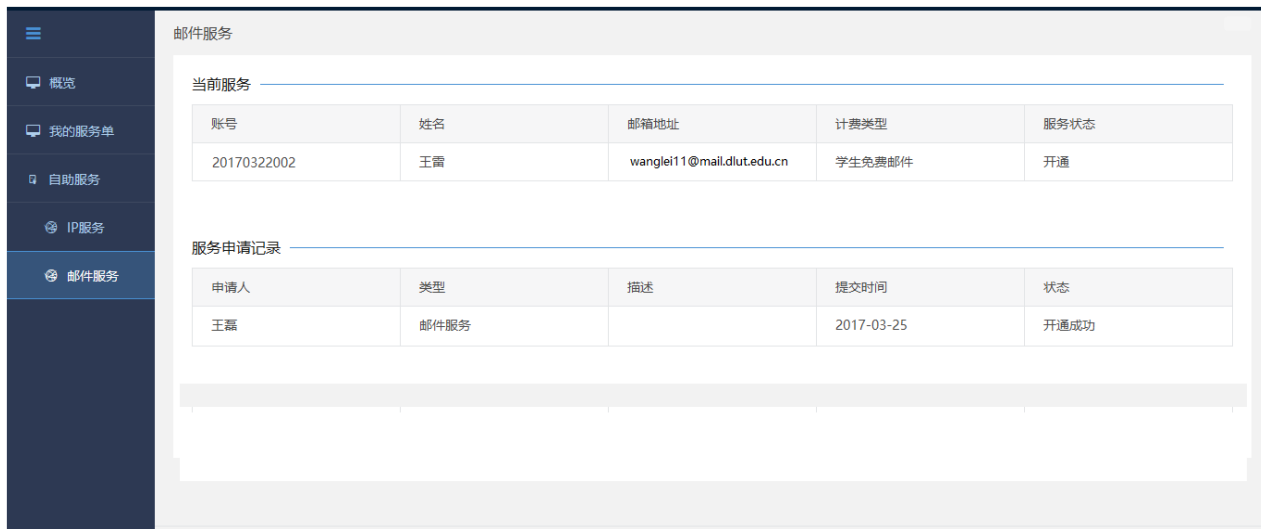 邮件服务
概览
我的服务单
自助服务
IP服务
邮件服务
当前服务
账号 姓名 邮箱地址 计费类型 服务状态
20170322002 王雷 wanglei11@mail.dlut.edu.cn 学生免费邮件 开通
服务申请记录
申请人 类型 描述 提交时间 状态
王磊 邮件服务 2017-03-25 开通成功